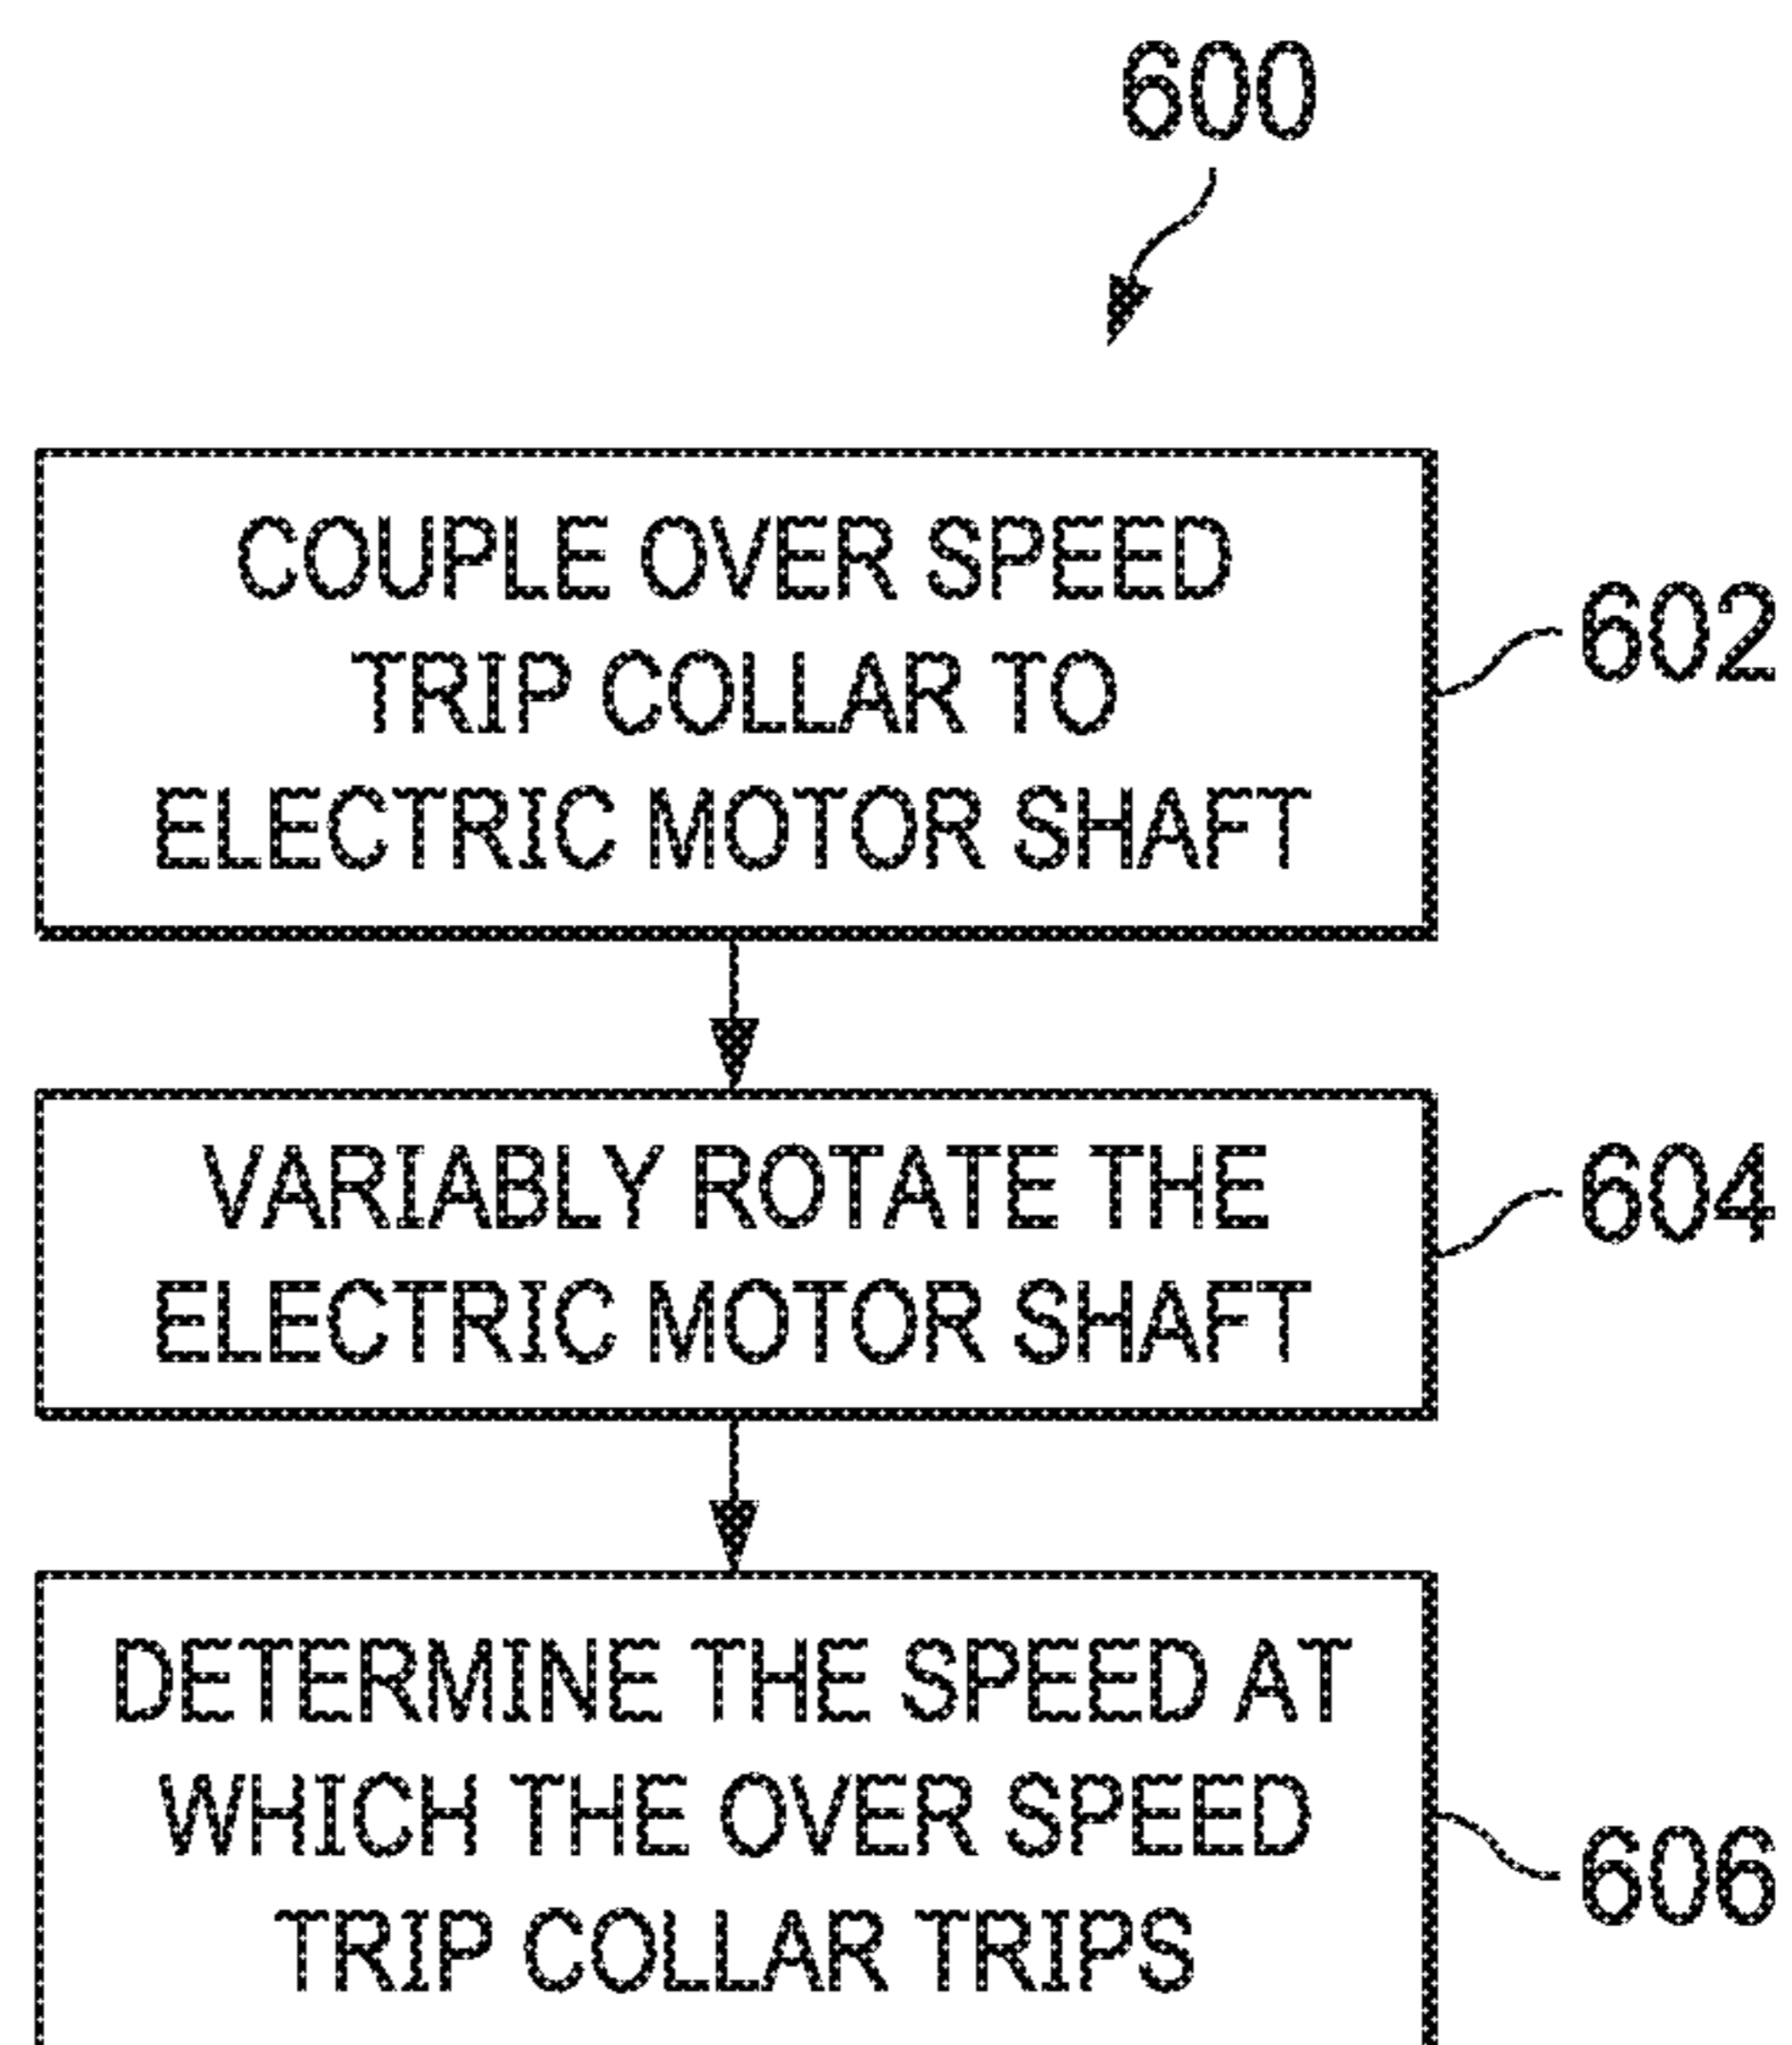 600
COUPLE OVER SPEED
TRIP COLLAR TO
ELECTRIC MOTOR SHAFT
602
VARIABLY ROTATE THE
ELECTRIC MOTOR SHAFT
604
DETERMINE THE SPEED AT
WHICH THE OVER SPEED
TRIP COLLAR TRIPS
606